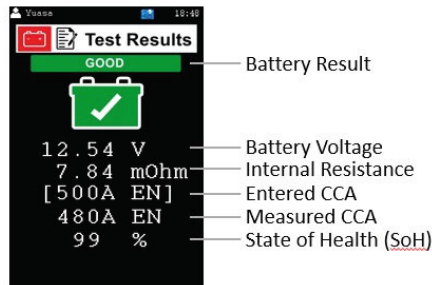 Yuasa 18:48
Test Results
GOOD
Battery Result
12.54 V Battery Voltage
7.84 mOhm Internal Resistance
[500A EN] Entered CCA
480A EN Measured CCA
99 % State of Health (SoH)